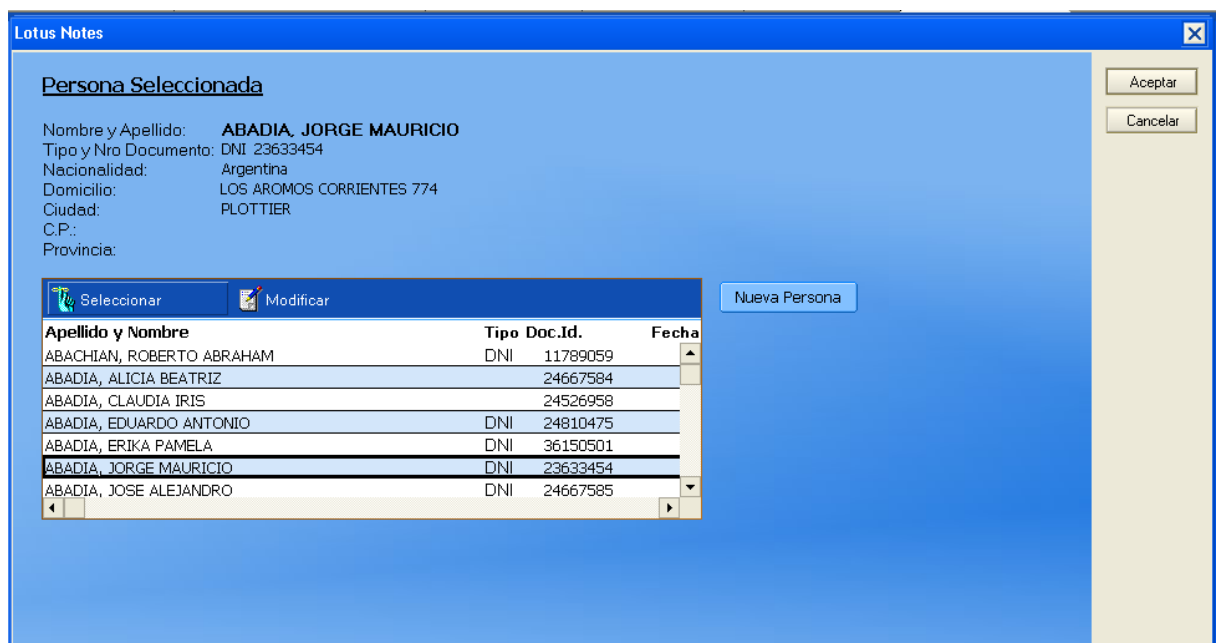 Lotus Notes
Persona Seleccionada
Aceptar
Cancelar
Nombre y Apellido: ABADIA, JORGE MAURICIO
Tipo y Nro Documento: DNI 23633454
Nacionalidad: Argentina
Domicilio: LOS AROMOS CORRIENTES 774
Ciudad: PLOTTIER
C.P.:
Provincia:
Seleccionar Modificar
Nueva Persona
Apellido y Nombre Tipo Doc.Id. Fecha
ABACHIAN, ROBERTO ABRAHAM DNI 11789059
ABADIA, ALICIA BEATRIZ 24667584
ABADIA, CLAUDIA IRIS 24526958
ABADIA, EDUARDO ANTONIO DNI 24810475
ABADIA, ERIKA PAMELA DNI 36150501
ABADIA, JORGE MAURICIO DNI 23633454
ABADIA, JOSE ALEJANDRO DNI 24667585